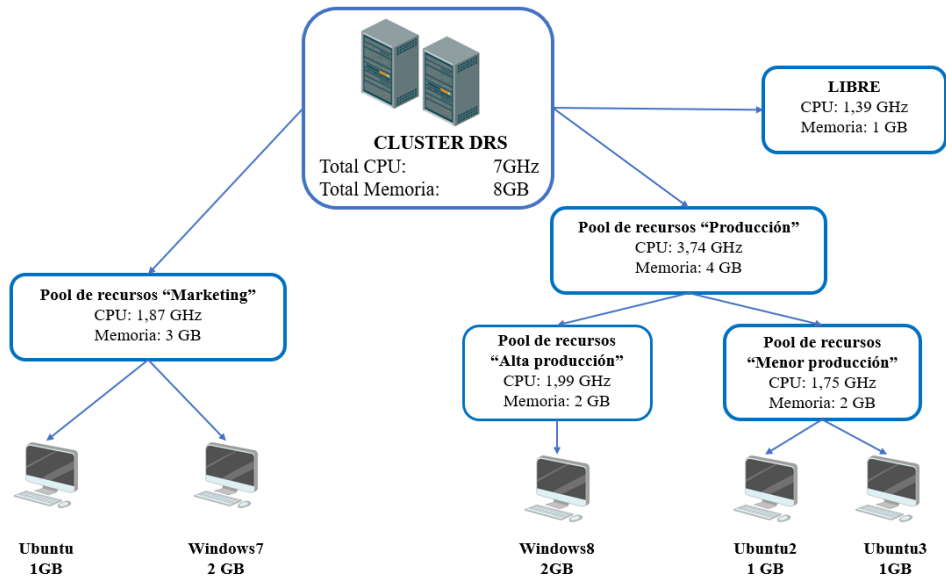 CLUSTER DRS
Total CPU: 7GHz
Total Memoria: 8GB
LIBRE
CPU: 1,39 GHz
Memoria: 1 GB
Pool de recursos “Producción”
CPU: 3,74 GHz
Memoria: 4 GB
Pool de recursos “Marketing”
CPU: 1,87 GHz
Memoria: 3 GB
Pool de recursos
“Alta producción”
CPU: 1,99 GHz
Memoria: 2 GB
Pool de recursos
“Menor producción”
CPU: 1,75 GHz
Memoria: 2 GB
Ubuntu
1GB
Windows7
2 GB
Windows8
2GB
Ubuntu2
1 GB
Ubuntu3
1GB